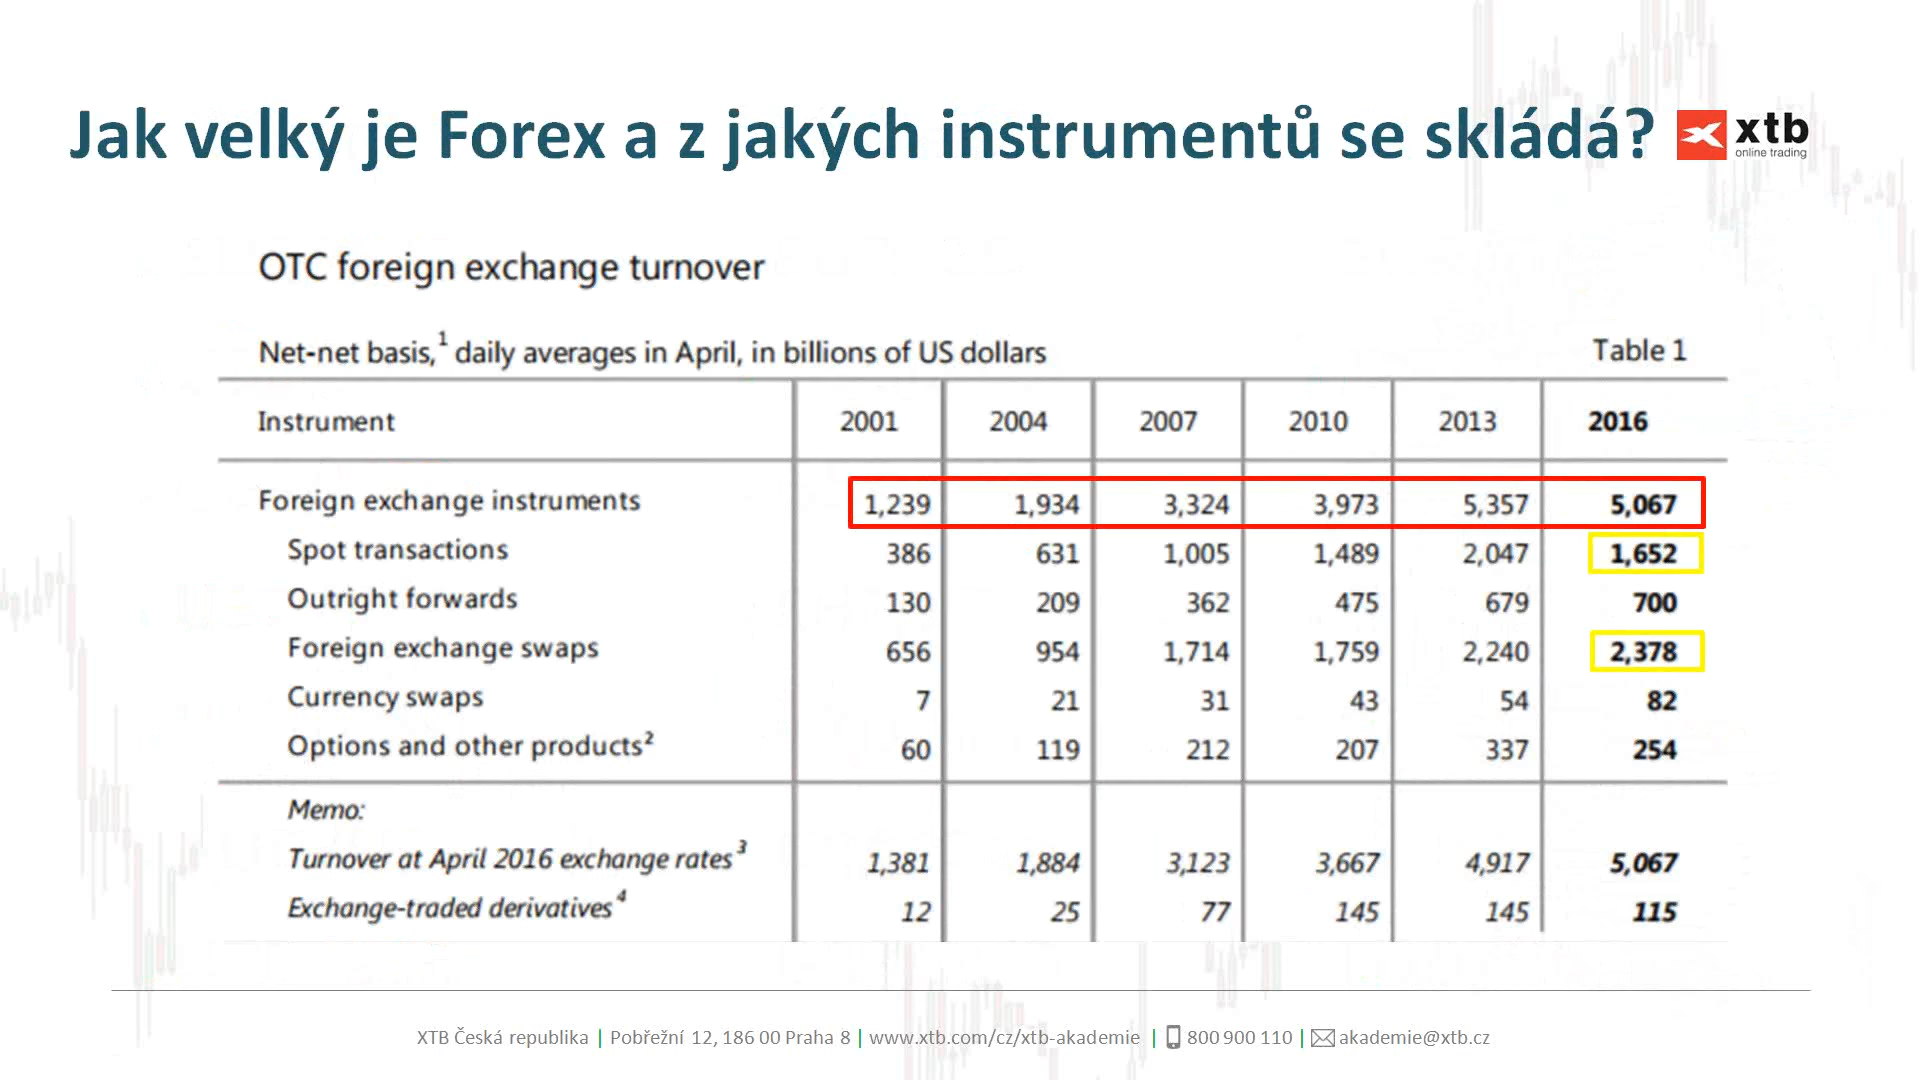 Jak velký je Forex a z jakých instrumentů se skládá?
xtb
online trading
OTC foreign exchange turnover
Net-net basis,1 daily averages in April, in billions of US dollars Table 1
Instrument 2001 2004 2007 2010 2013 2016
Foreign exchange instruments 1,239 1,934 3,324 3,973 5,357 5,067
Spot transactions 386 631 1,005 1,489 2,047 1,652
Outright forwards 130 209 362 475 679 700
Foreign exchange swaps 656 954 1,714 1,759 2,240 2,378
Currency swaps 7 21 31 43 54 82
Options and other products2 60 119 212 207 337 254
Memo:
Turnover at April 2016 exchange rates3 1,381 1,884 3,123 3,667 4,917 5,067
Exchange-traded derivatives4 12 25 77 145 145 115
XTB Česká republika | Pobřežní 12, 186 00 Praha 8 | www.xtb.com/cz/xtb-akademie | 800 900 110 | akademie@xtb.cz